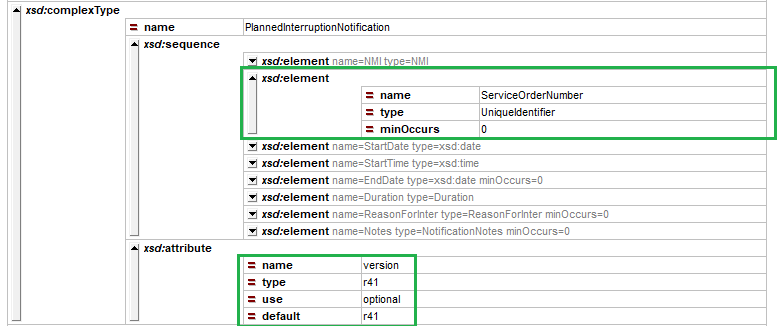 xsd:complexType
name PlannedInterruptionNotification
xsd:sequence
xsd:element name=NMI type=NMI
xsd:element
name ServiceOrderNumber
type UniqueIdentifier
minOccurs 0
xsd:element name=StartDate type=xsd:date
xsd:element name=StartTime type=xsd:time
xsd:element name=EndDate type=xsd:date minOccurs=0
xsd:element name=Duration type=Duration
xsd:element name=ReasonForInter type=ReasonForInter minOccurs=0
xsd:element name=Notes type=NotificationNotes minOccurs=0
xsd:attribute
name version
type r41
use optional
default r41